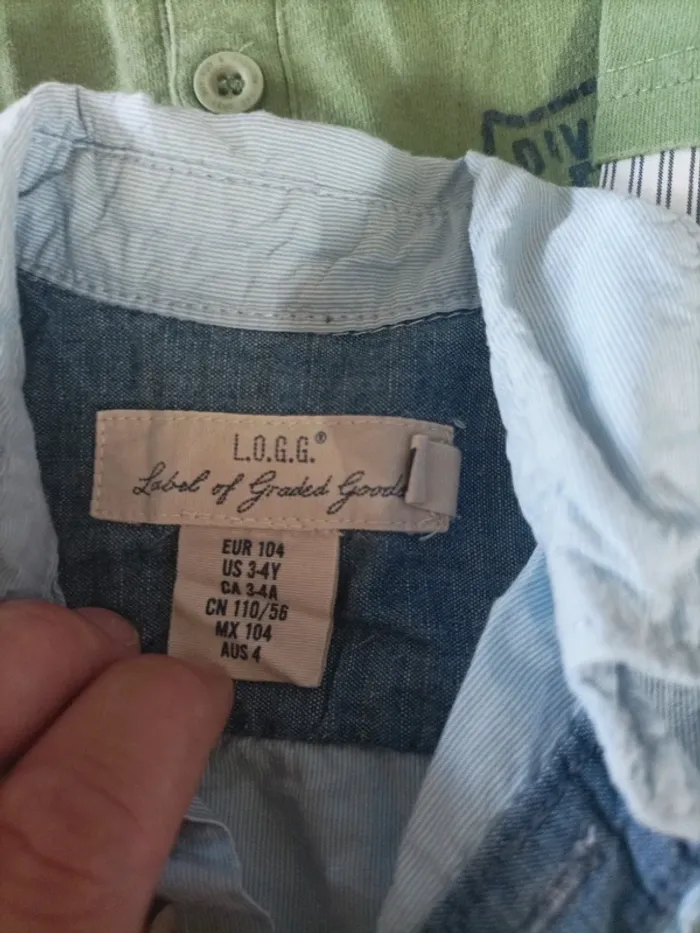 DIV
L.O.G.G.®
Label of Graded Goods
EUR 104
US 3-4Y
CA 3-4A
CN 110/56
MX 104
AUS 4